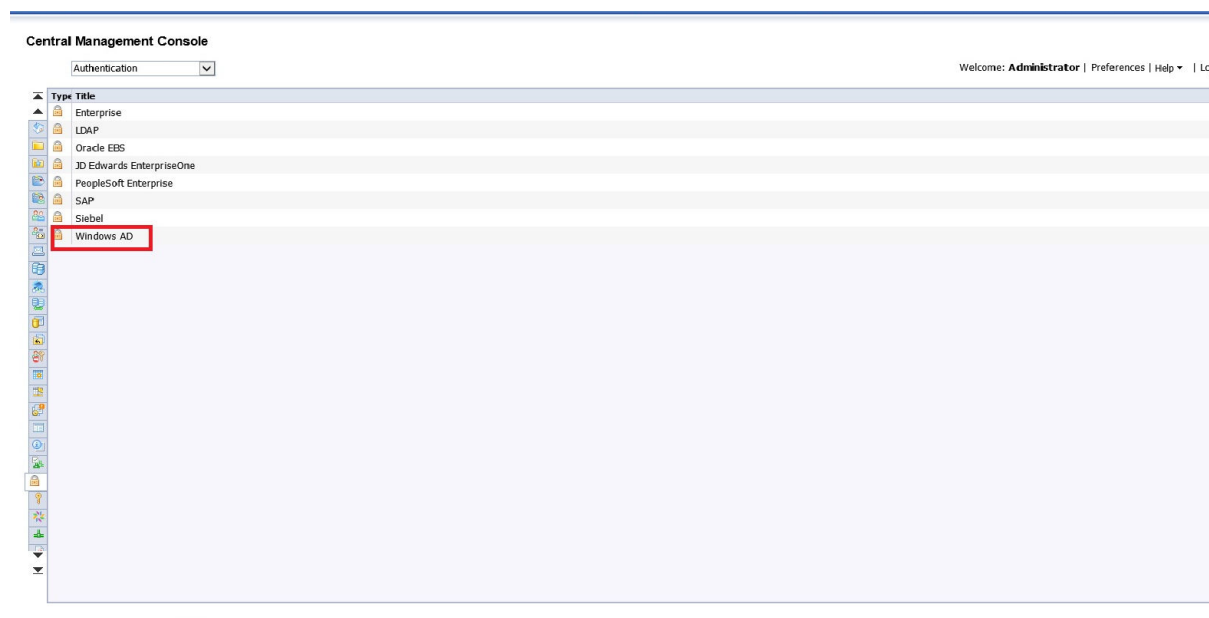 Central Management Console
Authentication
Welcome: Administrator | Preferences | Help | Lo
Type Title
Enterprise
LDAP
Oracle EBS
JD Edwards EnterpriseOne
PeopleSoft Enterprise
SAP
Siebel
Windows AD